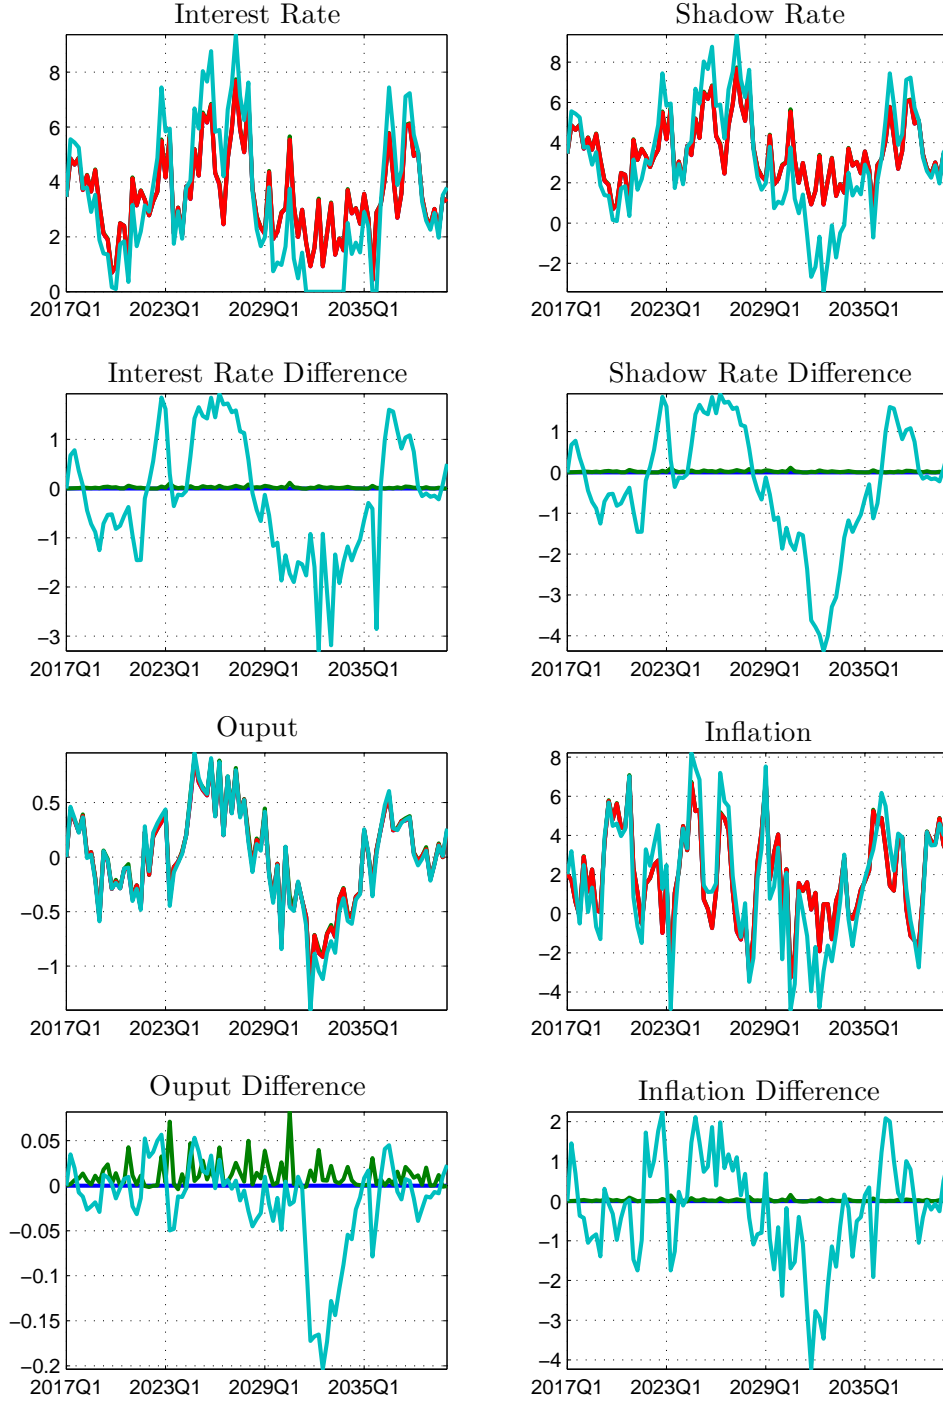 Interest Rate
8
6
4
2
0
2017Q1 2023Q1 2029Q1 2035Q1
Shadow Rate
8
6
4
2
0
−2
2017Q1 2023Q1 2029Q1 2035Q1
Interest Rate Difference
1
0
−1
−2
−3
2017Q1 2023Q1 2029Q1 2035Q1
Shadow Rate Difference
1
0
−1
−2
−3
−4
2017Q1 2023Q1 2029Q1 2035Q1
Ouput
0.5
0
−0.5
−1
2017Q1 2023Q1 2029Q1 2035Q1
Inflation
8
6
4
2
0
−2
−4
2017Q1 2023Q1 2029Q1 2035Q1
Ouput Difference
0.05
0
−0.05
−0.1
−0.15
−0.2
2017Q1 2023Q1 2029Q1 2035Q1
Inflation Difference
2
1
0
−1
−2
−3
−4
2017Q1 2023Q1 2029Q1 2035Q1